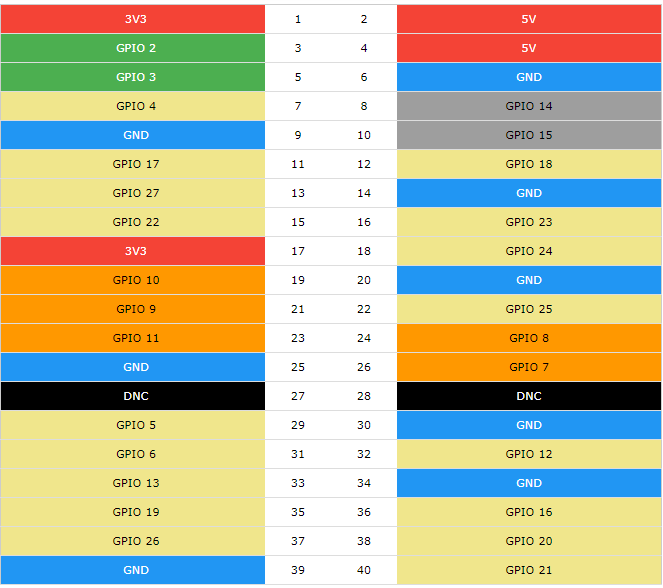 3V3 1 2 5V
GPIO 2 3 4 5V
GPIO 3 5 6 GND
GPIO 4 7 8 GPIO 14
GND 9 10 GPIO 15
GPIO 17 11 12 GPIO 18
GPIO 27 13 14 GND
GPIO 22 15 16 GPIO 23
3V3 17 18 GPIO 24
GPIO 10 19 20 GND
GPIO 9 21 22 GPIO 25
GPIO 11 23 24 GPIO 8
GND 25 26 GPIO 7
DNC 27 28 DNC
GPIO 5 29 30 GND
GPIO 6 31 32 GPIO 12
GPIO 13 33 34 GND
GPIO 19 35 36 GPIO 16
GPIO 26 37 38 GPIO 20
GND 39 40 GPIO 21